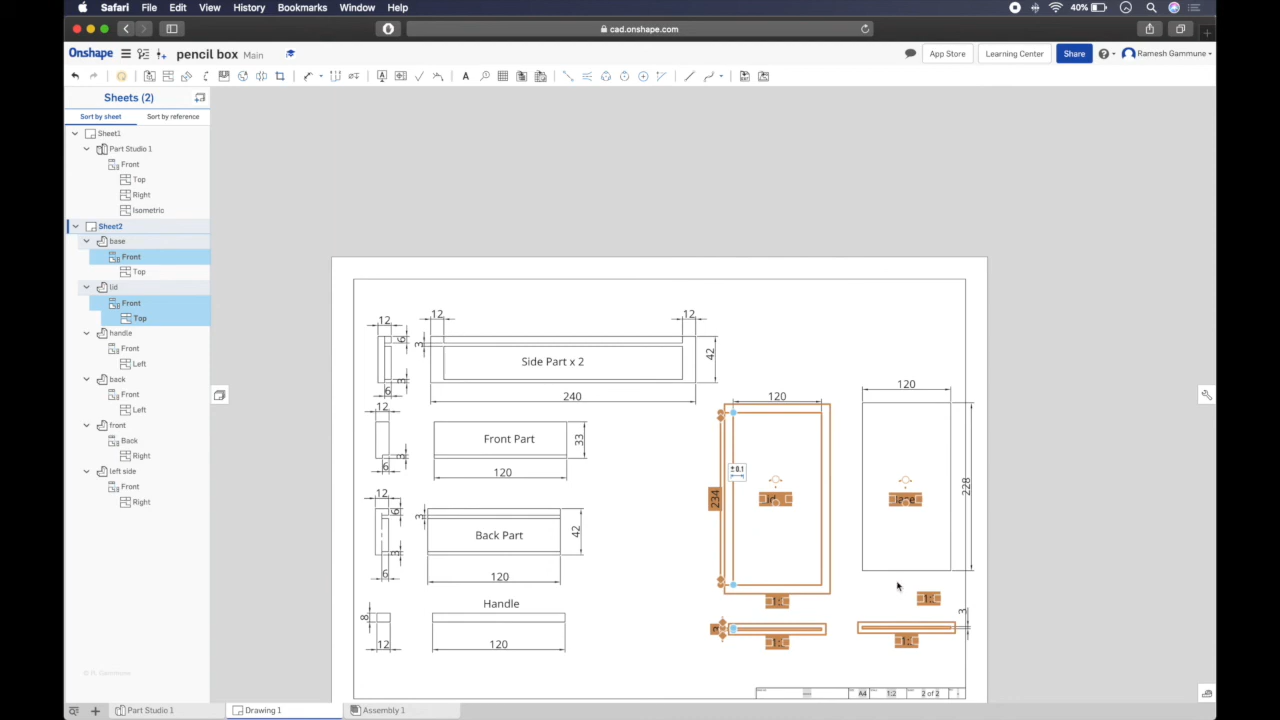 Safari File Edit View History Bookmarks Window Help 40%
cad.onshape.com
Onshape pencil box Main App Store Learning Center Share Ramesh Gammune
Sheets (2)
Sort by sheet Sort by reference
Sheet1
Part Studio 1
Front
Top
Right
Isometric
Sheet2
base
Front
Top
lid
Front
Top
handle
Front
Left
back
Front
Left
front
Back
Right
left side
Front
Right
12 6 3 6
12 12 3 42 240
Side Part x 2
12 3 6
Front Part
33 120
12 6 3 6
3 42 120
Back Part
Handle
8 12
120
120 234 ±0.1
120 228
3
A4 1:2 2 of 2
© R. Gammune
Part Studio 1 Drawing 1 Assembly 1